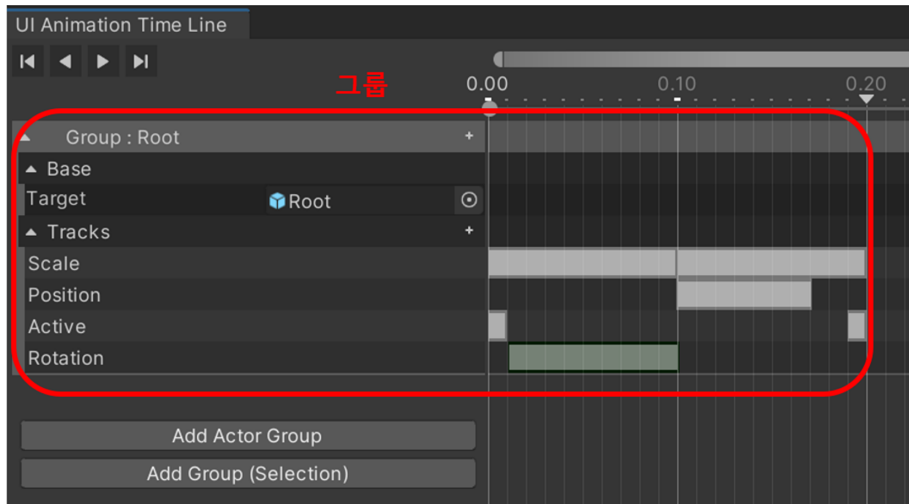 UI Animation Time Line
그룹
0.00 0.10 0.20
Group : Root +
Base
Target Root
Tracks +
Scale
Position
Active
Rotation
Add Actor Group
Add Group (Selection)